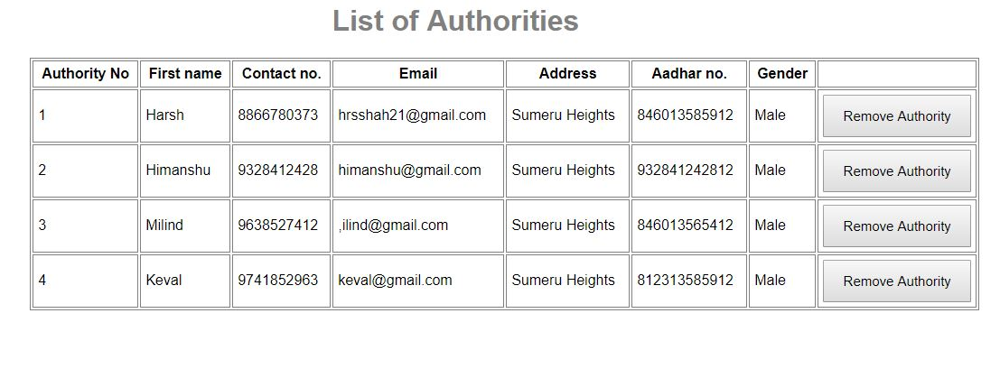 List of Authorities
Authority No First name Contact no. Email Address Aadhar no. Gender
1 Harsh 8866780373 hrsshah21@gmail.com Sumeru Heights 846013585912 Male Remove Authority
2 Himanshu 9328412428 himanshu@gmail.com Sumeru Heights 932841242812 Male Remove Authority
3 Milind 9638527412 ,ilind@gmail.com Sumeru Heights 846013565412 Male Remove Authority
4 Keval 9741852963 keval@gmail.com Sumeru Heights 812313585912 Male Remove Authority